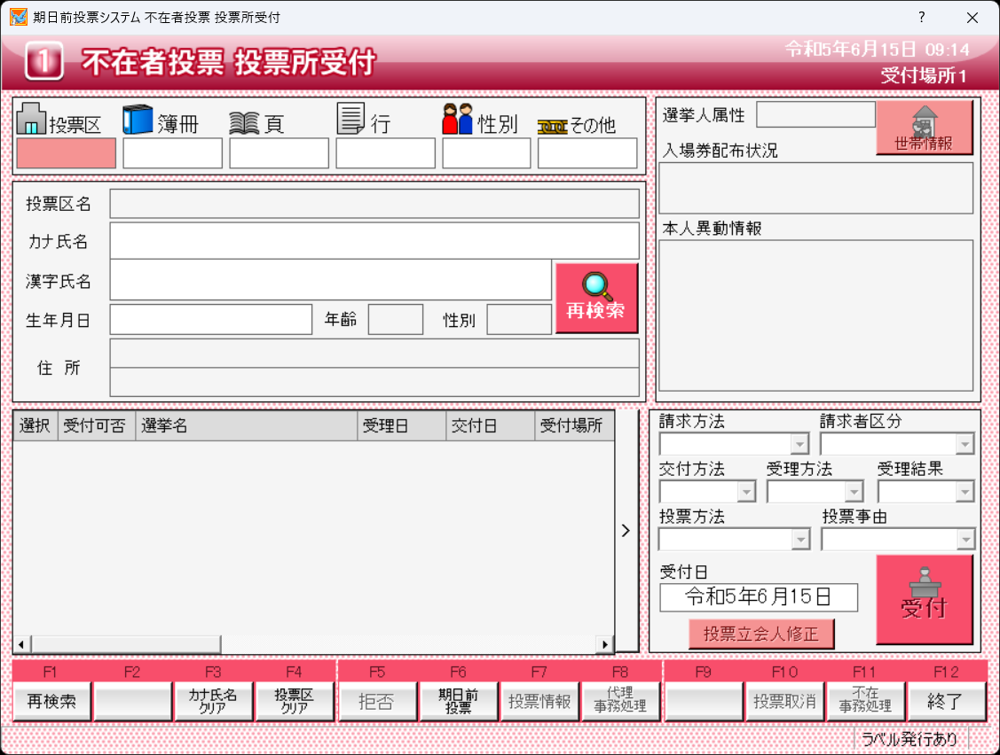 期日前投票システム 不在者投票 投票所受付
?
1 不在者投票 投票所受付
令和5年6月15日 09:14
受付場所1
投票区 簿冊 頁 行 性別 その他
選挙人属性
世帯情報
入場券配布状況
本人異動情報
投票区名
カナ氏名
漢字氏名
再検索
生年月日 年齢 性別
住 所
選択 受付可否 選挙名 受理日 交付日 受付場所
請求方法 請求者区分
交付方法 受理方法 受理結果
投票方法 投票事由
受付日
令和5年6月15日
受付
投票立会人修正
F1 F2 F3 F4 F5 F6 F7 F8 F9 F10 F11 F12
再検索
カナ氏名
クリア
投票区
クリア
拒否
期日前
投票
投票情報
代理
事務処理
投票取消
不在
事務処理
終了
ラベル発行あり